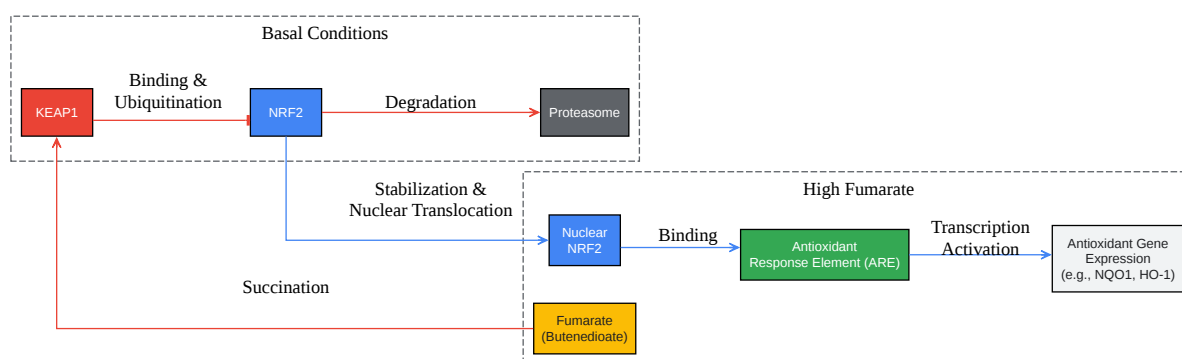 Basal Conditions
Binding &
Ubiquitination
KEAP1
NRF2
Degradation
Proteasome
Stabilization &
Nuclear Translocation
High Fumarate
Nuclear
NRF2
Binding
Antioxidant
Response Element (ARE)
Transcription
Activation
Antioxidant Gene
Expression
(e.g., NQO1, HO-1)
Succination
Fumarate
(Butenedioate)